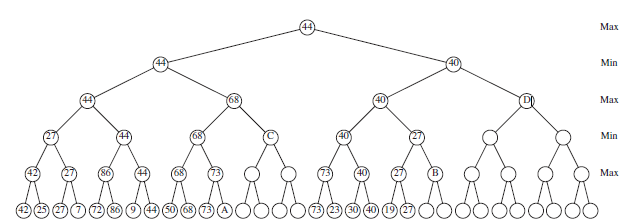 44 Max
44 40 Min
44 68 40 D Max
27 44 68 C 40 27 Min
42 27 86 44 68 73 73 40 27 B Max
42 25 27 7 72 86 9 44 50 68 73 A 73 23 30 40 19 27